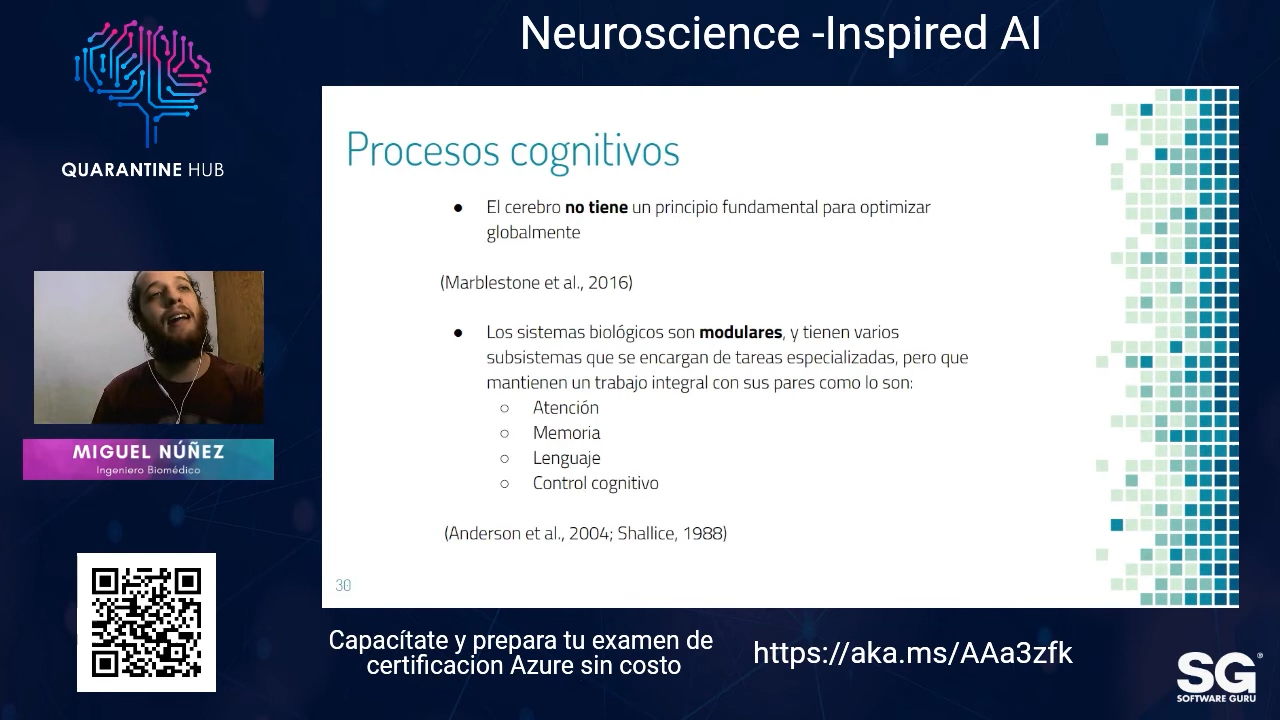 Neuroscience -Inspired AI
QUARANTINE HUB
Procesos cognitivos
● El cerebro no tiene un principio fundamental para optimizar
globalmente
(Marblestone et al., 2016)
● Los sistemas biológicos son modulares, y tienen varios
subsistemas que se encargan de tareas especializadas, pero que
mantienen un trabajo integral con sus pares como lo son:
○ Atención
○ Memoria
○ Lenguaje
○ Control cognitivo
(Anderson et al., 2004; Shallice, 1988)
30
MIGUEL NÚÑEZ
Ingeniero Biomédico
Capacítate y prepara tu examen de
certificacion Azure sin costo
https://aka.ms/AAa3zfk
SG®
SOFTWARE GURU